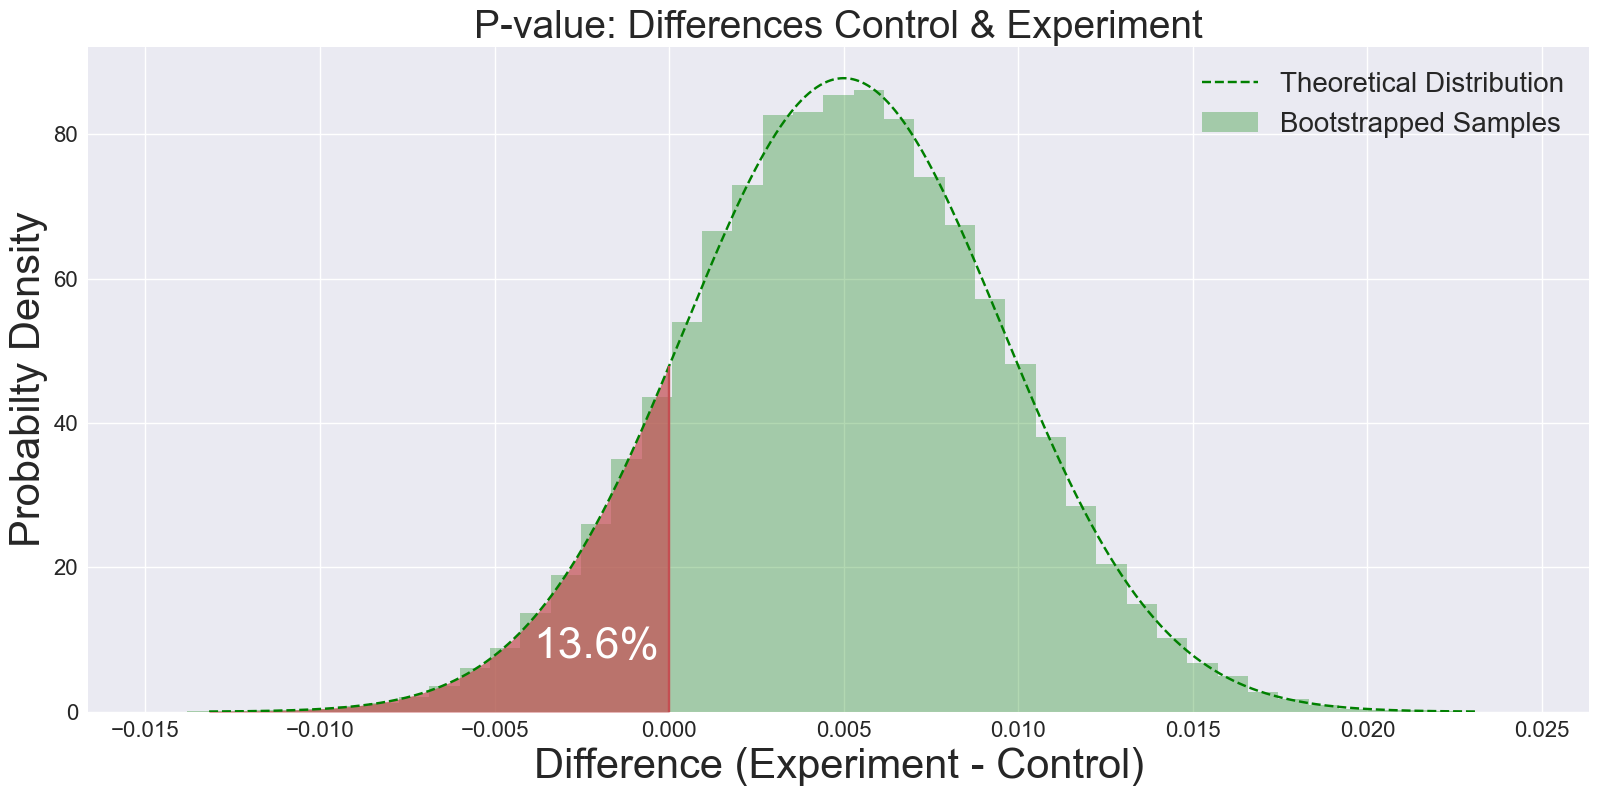 P-value: Differences Control & Experiment
Theoretical Distribution
Bootstrapped Samples
Probabilty Density
80
60
40
20
0
13.6%
−0.015 −0.010 −0.005 0.000 0.005 0.010 0.015 0.020 0.025
Difference (Experiment - Control)